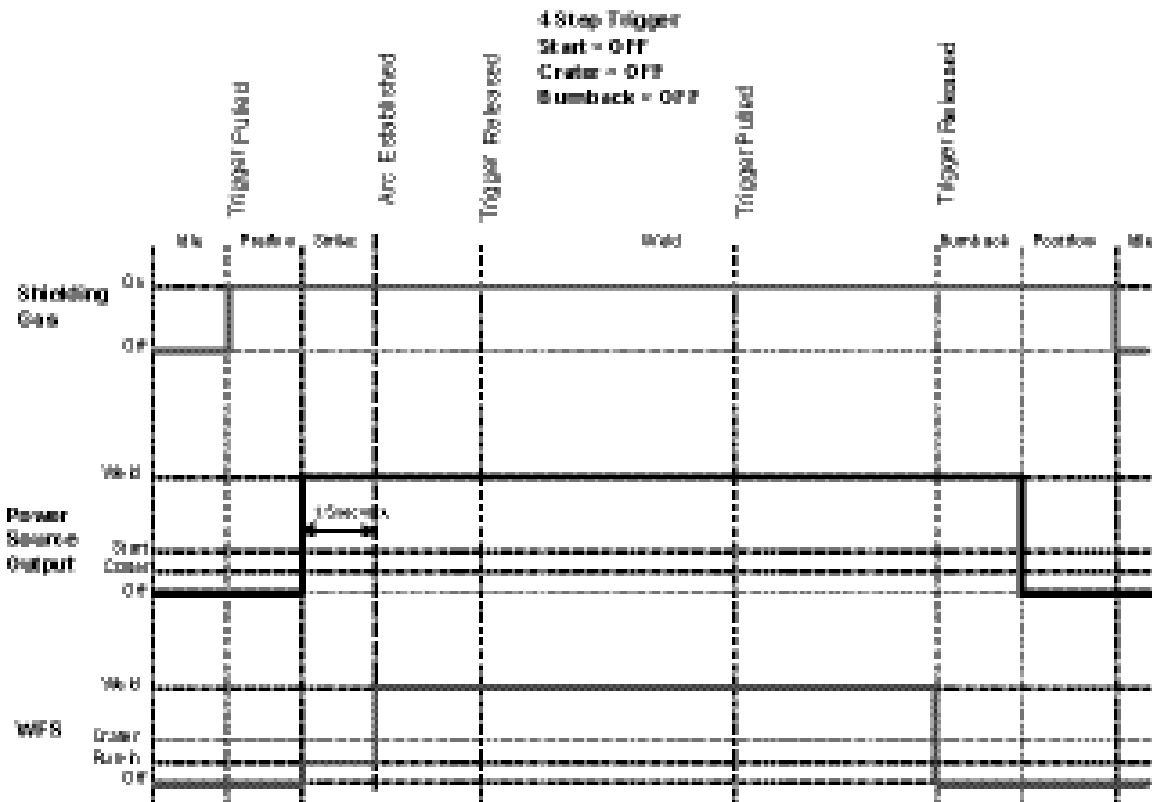 4 Step Trigger
Start = OFF
Crater = OFF
Burnback = OFF
Trigger Pulled
Arc Established
Trigger Released
Trigger Pulled
Trigger Released
Idle
Preflow
Strike
Weld
Burnback
Postflow
Idle
Shielding
Gas
On
Off
Power
Source
Output
Weld
Start
Crater
Off
WFS
Weld
Crater
Run-In
Off